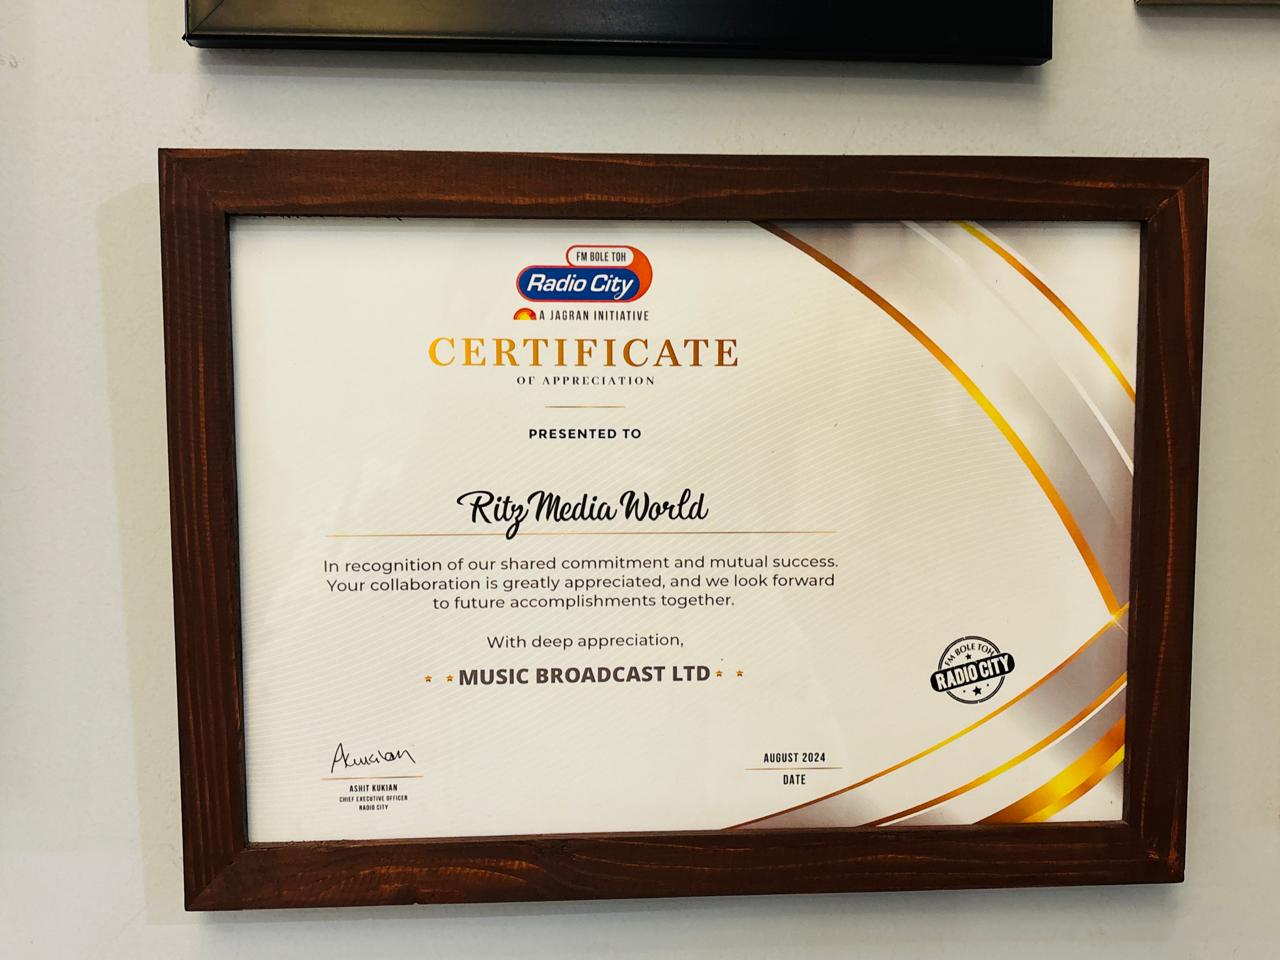 FM BOLE TOH
Radio City
A JAGRAN INITIATIVE
CERTIFICATE
OF APPRECIATION
PRESENTED TO
Ritz Media World
In recognition of our shared commitment and mutual success.
Your collaboration is greatly appreciated, and we look forward
to future accomplishments together.
With deep appreciation,
MUSIC BROADCAST LTD
FM BOLE TOH
RADIO CITY
AUGUST 2024
DATE
ASHIT KUKIAN
CHIEF EXECUTIVE OFFICER
RADIO CITY